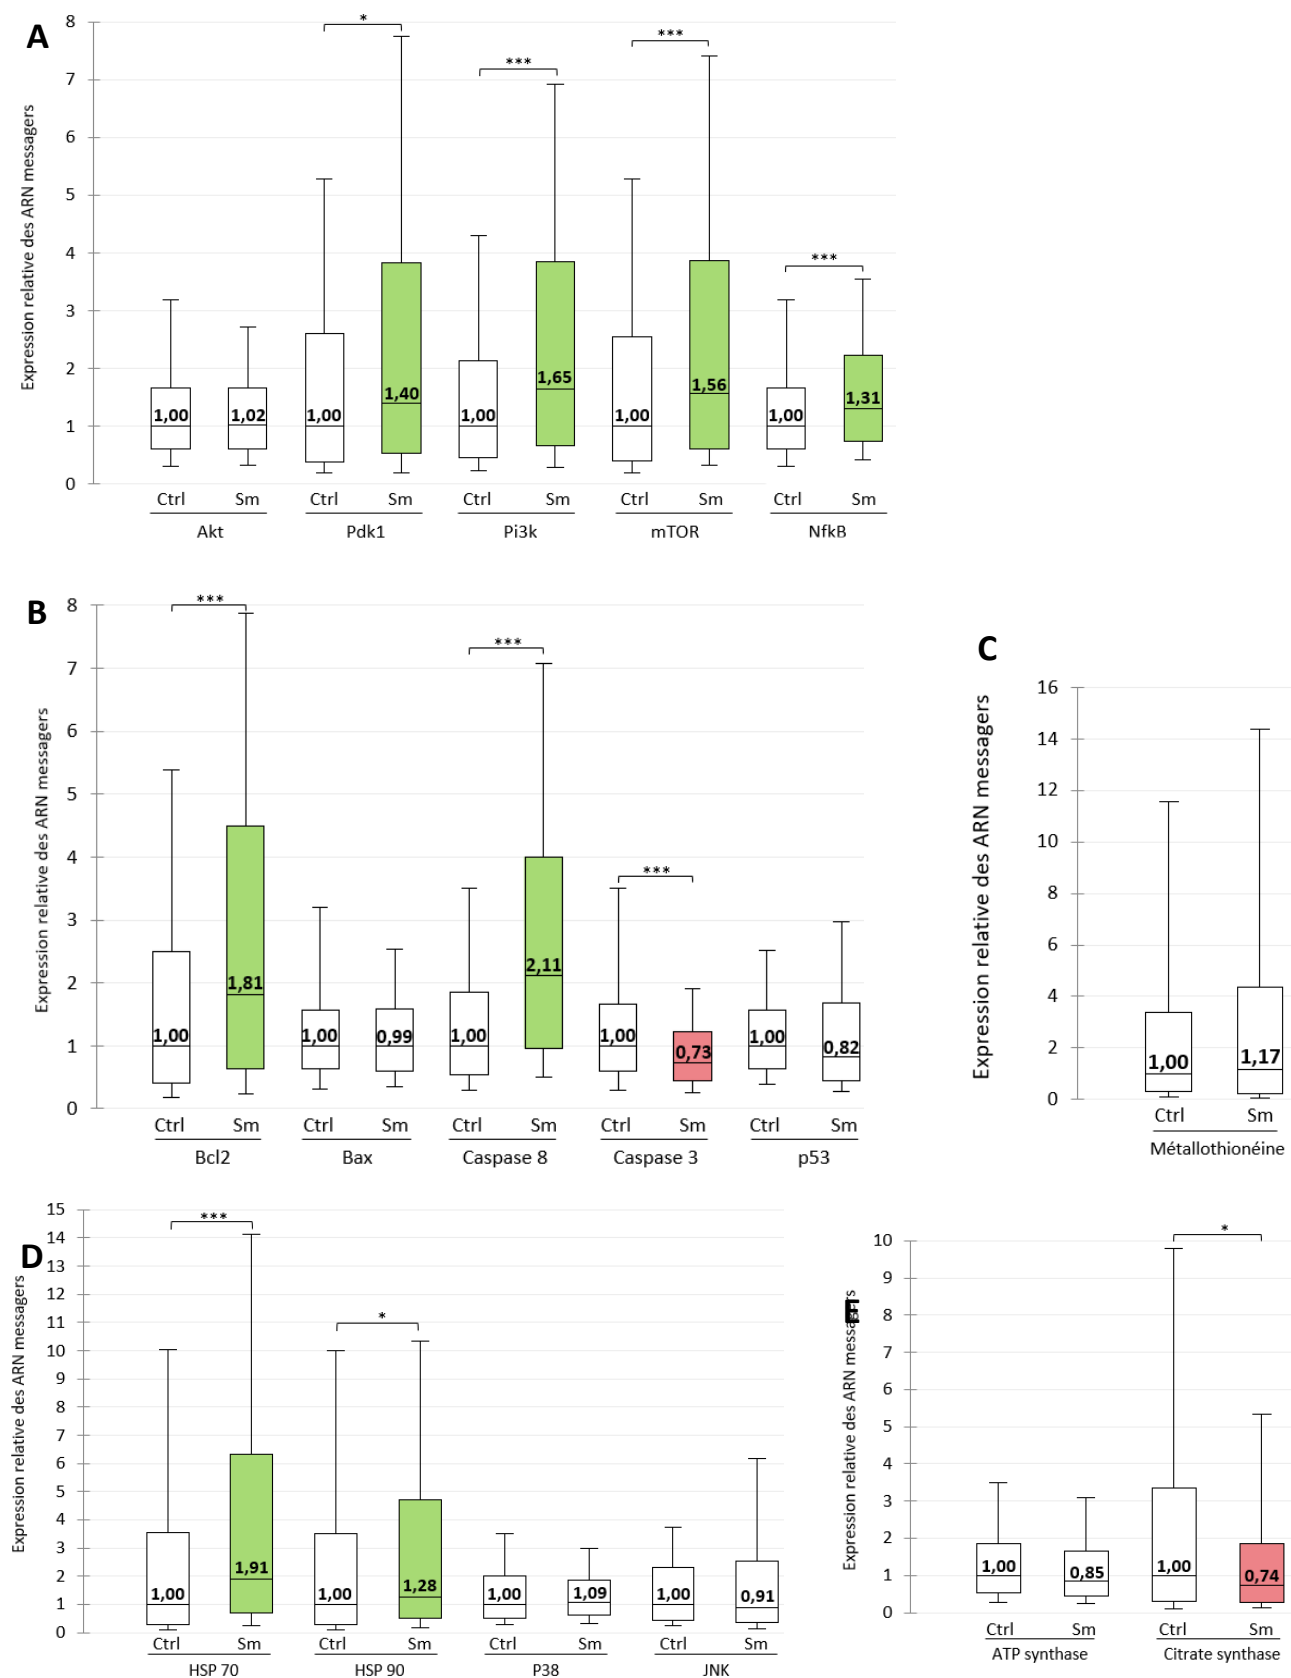 A
Expression relative des ARN messagers
8
7
6
5
4
3
2
1
0
* *** *** ***
1,00 1,02 1,00 1,40 1,00 1,65 1,00 1,56 1,00 1,31
Ctrl Sm Ctrl Sm Ctrl Sm Ctrl Sm Ctrl Sm
Akt Pdk1 Pi3k mTOR NfkB
B
Expression relative des ARN messagers
8
7
6
5
4
3
2
1
0
*** *** ***
1,00 1,81 1,00 0,99 1,00 2,11 1,00 0,73 1,00 0,82
Ctrl Sm Ctrl Sm Ctrl Sm Ctrl Sm Ctrl Sm
Bcl2 Bax Caspase 8 Caspase 3 p53
C
Expression relative des ARN messagers
16
14
12
10
8
6
4
2
0
1,00 1,17
Ctrl Sm
Métallothionéine
D
Expression relative des ARN messagers
15
14
13
12
11
10
9
8
7
6
5
4
3
2
1
0
*** *
1,00 1,91 1,00 1,28 1,00 1,09 1,00 0,91
Ctrl Sm Ctrl Sm Ctrl Sm Ctrl Sm
HSP 70 HSP 90 P38 JNK
E
Expression relative des ARN messagers
10
9
8
7
6
5
4
3
2
1
0
*
1,00 0,85 1,00 0,74
Ctrl Sm Ctrl Sm
ATP synthase Citrate synthase